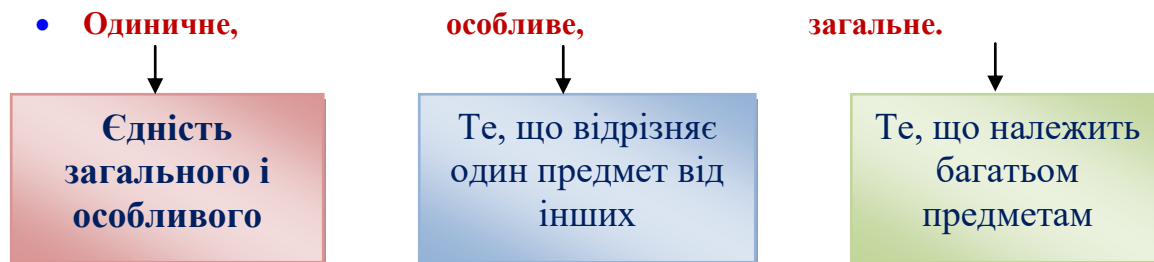 • Одиничне, особливе, загальне.
Єдність
загального і
особливого
Те, що відрізняє
один предмет від
інших
Те, що належить
багатьом
предметам